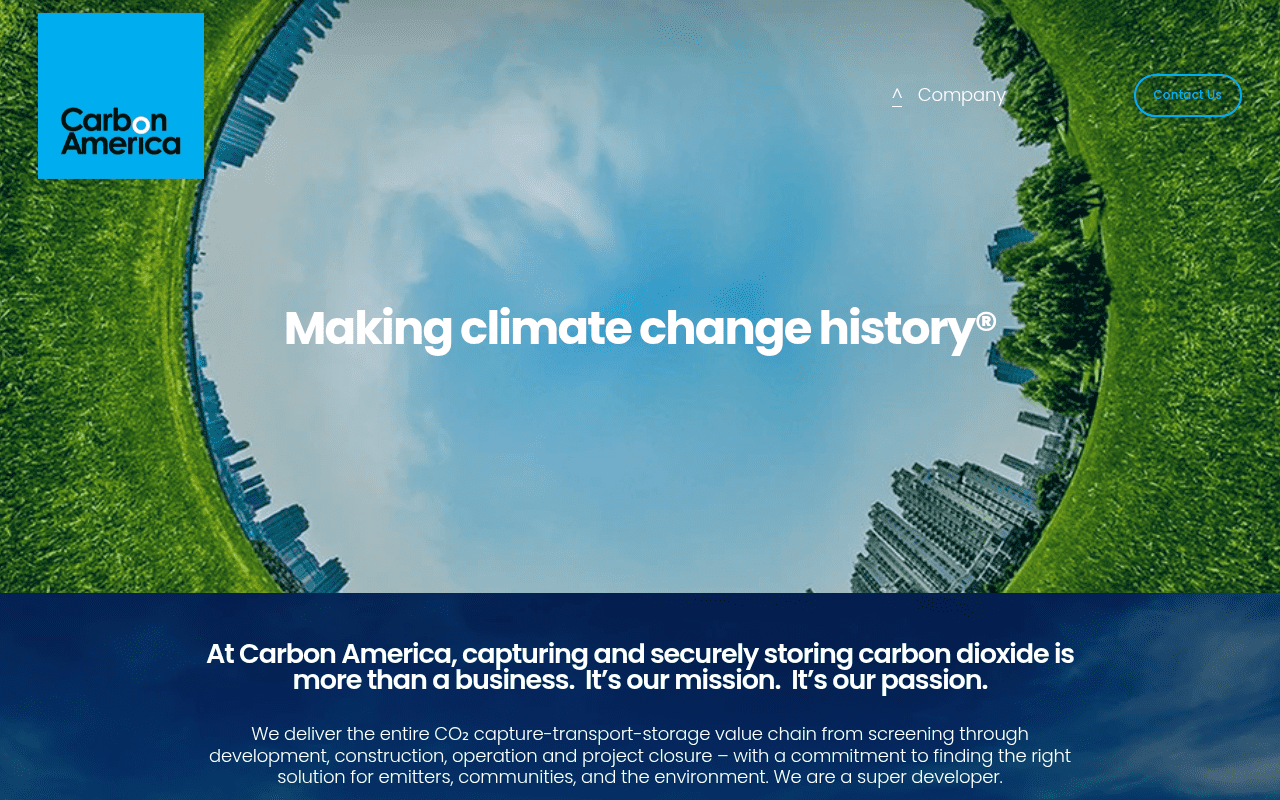 Carbon
America
^ Company
Contact Us
Making climate change history®
At Carbon America, capturing and securely storing carbon dioxide is
more than a business.  It’s our mission.  It’s our passion.
We deliver the entire CO₂ capture-transport-storage value chain from screening through
development, construction, operation and project closure – with a commitment to finding the right
solution for emitters, communities, and the environment. We are a super developer.